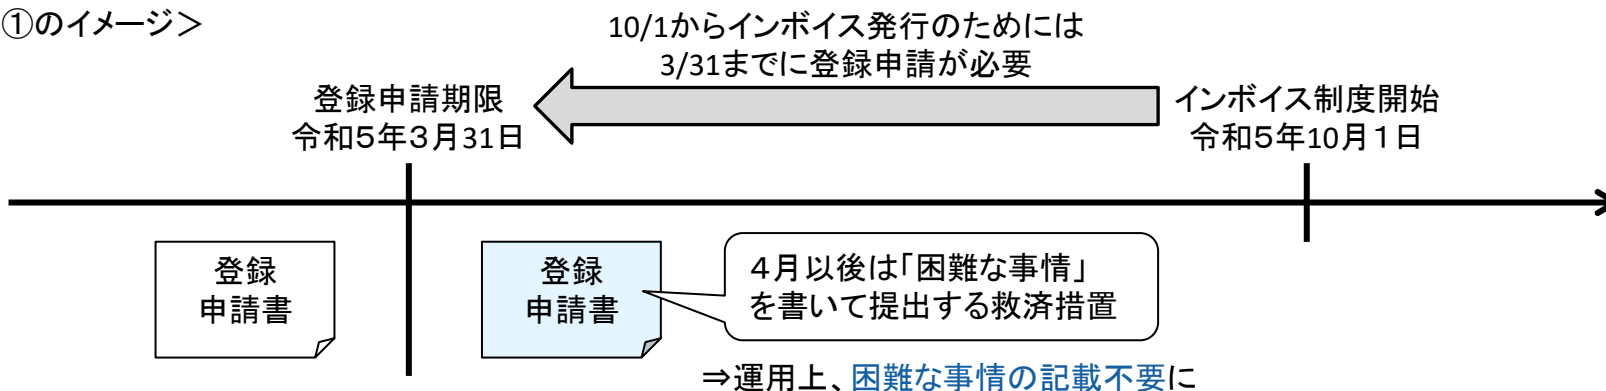 ①のイメージ＞
10/1からインボイス発行のためには
3/31までに登録申請が必要
登録申請期限
令和５年３月31日
インボイス制度開始
令和５年10月１日
登録
申請書
登録
申請書
４月以後は「困難な事情」
を書いて提出する救済措置
⇒運用上、困難な事情の記載不要に